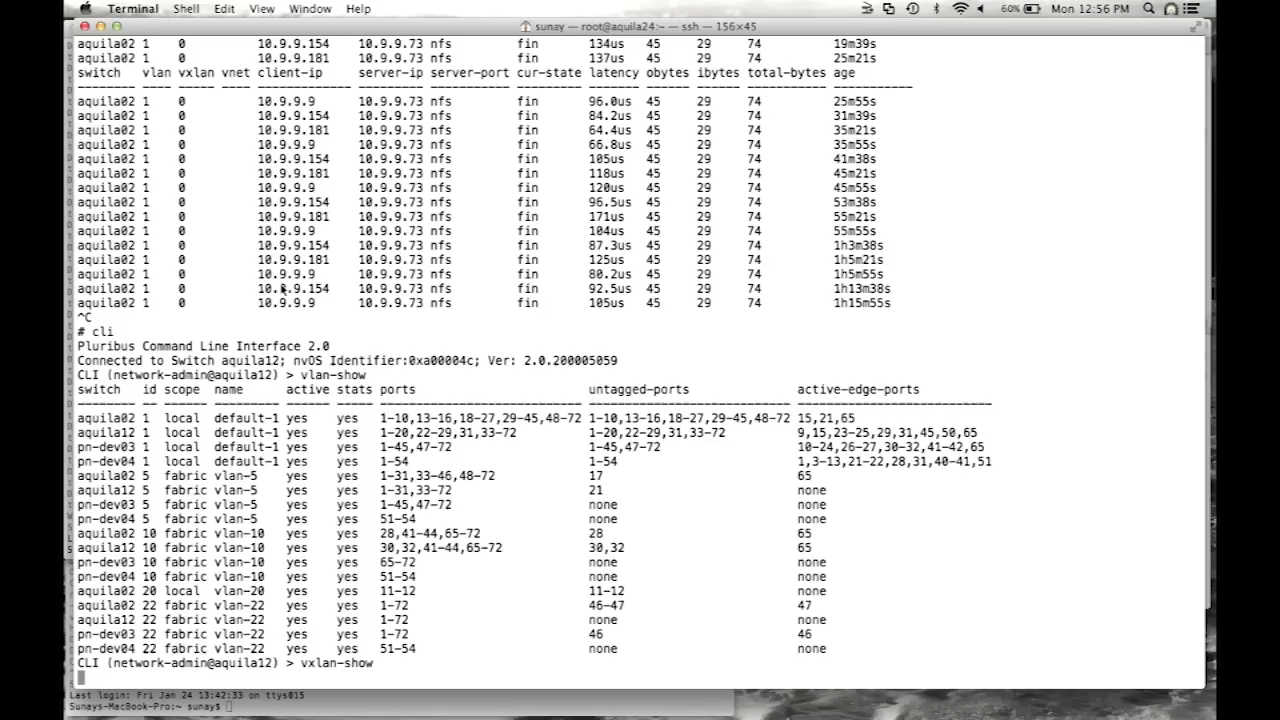 Terminal Shell Edit View Window Help 60% Mon 12:56 PM
sunay — root@aquila24:~ — ssh — 156×45
aquila02 1 0 10.9.9.154 10.9.9.73 nfs fin 134us 45 29 74 19m39s
aquila02 1 0 10.9.9.181 10.9.9.73 nfs fin 137us 45 29 74 25m21s
switch vlan vxlan vnet client-ip server-ip server-port cur-state latency obytes ibytes total-bytes age
aquila02 1 0 10.9.9.9 10.9.9.73 nfs fin 96.0us 45 29 74 25m55s
aquila02 1 0 10.9.9.154 10.9.9.73 nfs fin 84.2us 45 29 74 31m39s
aquila02 1 0 10.9.9.181 10.9.9.73 nfs fin 64.4us 45 29 74 35m21s
aquila02 1 0 10.9.9.9 10.9.9.73 nfs fin 66.8us 45 29 74 35m55s
aquila02 1 0 10.9.9.154 10.9.9.73 nfs fin 105us 45 29 74 41m38s
aquila02 1 0 10.9.9.181 10.9.9.73 nfs fin 118us 45 29 74 45m21s
aquila02 1 0 10.9.9.9 10.9.9.73 nfs fin 120us 45 29 74 45m55s
aquila02 1 0 10.9.9.154 10.9.9.73 nfs fin 96.5us 45 29 74 53m38s
aquila02 1 0 10.9.9.181 10.9.9.73 nfs fin 171us 45 29 74 55m21s
aquila02 1 0 10.9.9.9 10.9.9.73 nfs fin 104us 45 29 74 55m55s
aquila02 1 0 10.9.9.154 10.9.9.73 nfs fin 87.3us 45 29 74 1h3m38s
aquila02 1 0 10.9.9.181 10.9.9.73 nfs fin 125us 45 29 74 1h5m21s
aquila02 1 0 10.9.9.9 10.9.9.73 nfs fin 80.2us 45 29 74 1h5m55s
aquila02 1 0 10.9.9.154 10.9.9.73 nfs fin 92.5us 45 29 74 1h13m38s
aquila02 1 0 10.9.9.9 10.9.9.73 nfs fin 105us 45 29 74 1h15m55s
^C
# cli
Pluribus Command Line Interface 2.0
Connected to Switch aquila12; nvOS Identifier:0xa00004c; Ver: 2.0.200005059
CLI (network-admin@aquila12) > vlan-show
switch id scope name active stats ports untagged-ports active-edge-ports
aquila02 1 local default-1 yes yes 1-10,13-16,18-27,29-45,48-72 1-10,13-16,18-27,29-45,48-72 15,21,65
aquila12 1 local default-1 yes yes 1-20,22-29,31,33-72 1-20,22-29,31,33-72 9,15,23-25,29,31,45,50,65
pn-dev03 1 local default-1 yes yes 1-45,47-72 1-45,47-72 10-24,26-27,30-32,41-42,65
pn-dev04 1 local default-1 yes yes 1-54 1-54 1,3-13,21-22,28,31,40-41,51
aquila02 5 fabric vlan-5 yes yes 1-31,33-46,48-72 17 65
aquila12 5 fabric vlan-5 yes yes 1-31,33-72 21 none
pn-dev03 5 fabric vlan-5 yes yes 1-45,47-72 none none
pn-dev04 5 fabric vlan-5 yes yes 51-54 none none
aquila02 10 fabric vlan-10 yes yes 28,41-44,65-72 28 65
aquila12 10 fabric vlan-10 yes yes 30,32,41-44,65-72 30,32 65
pn-dev03 10 fabric vlan-10 yes yes 65-72 none none
pn-dev04 10 fabric vlan-10 yes yes 51-54 none none
aquila02 20 local vlan-20 yes yes 11-12 11-12 none
aquila02 22 fabric vlan-22 yes yes 1-72 46-47 47
aquila12 22 fabric vlan-22 yes yes 1-72 none none
pn-dev03 22 fabric vlan-22 yes yes 1-72 46 46
pn-dev04 22 fabric vlan-22 yes yes 51-54 none none
CLI (network-admin@aquila12) > vxlan-show
Last login: Fri Jan 24 13:42:33 on ttys015
Sunays-MacBook-Pro:~ sunay$